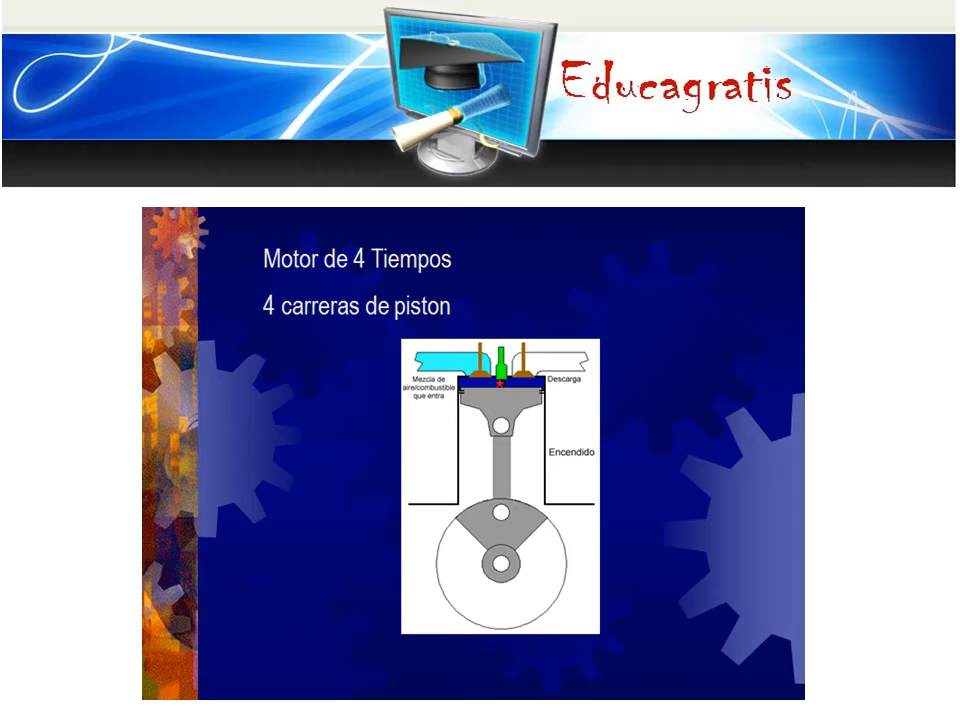 Educagratis
Motor de 4 Tiempos
4 carreras de piston
Mezcla de
aire/combustible
que entra
Descarga
Encendido